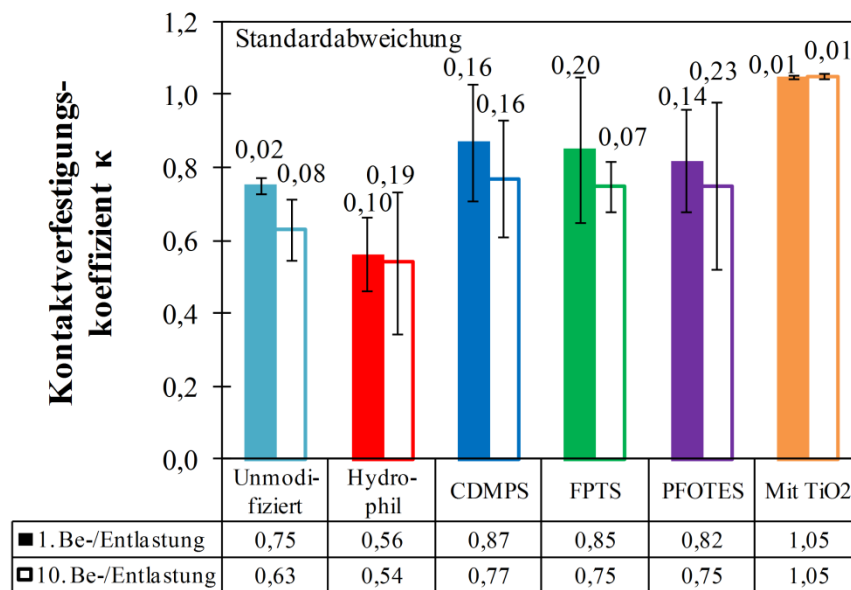 Kontaktverfestigungs-
koeffizient κ
1,2
1,0
0,8
0,6
0,4
0,2
0,0
Standardabweichung
0,02
0,08
0,10
0,19
0,16
0,16
0,20
0,07
0,14
0,23
0,01
0,01
Unmodi-
fiziert
Hydro-
phil
CDMPS
FPTS
PFOTES
Mit TiO2
1. Be-/Entlastung 0,75 0,56 0,87 0,85 0,82 1,05
10. Be-/Entlastung 0,63 0,54 0,77 0,75 0,75 1,05